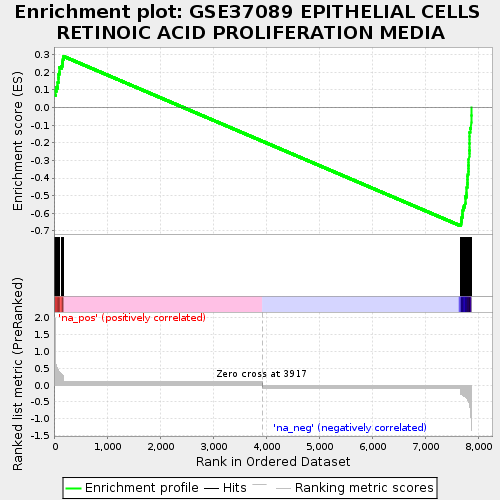 Enrichment plot: GSE37089 EPITHELIAL CELLS
RETINOIC ACID PROLIFERATION MEDIA
Enrichment score (ES)
0.3
0.2
0.1
0.0
-0.1
-0.2
-0.3
-0.4
-0.5
-0.6
-0.7
'na_pos' (positively correlated)
Ranked list metric (PreRanked)
2.0
1.5
1.0
0.5
0.0
-0.5
-1.0
-1.5
Zero cross at 3917
'na_neg' (negatively correlated)
0
1,000
2,000
3,000
4,000
5,000
6,000
7,000
8,000
Rank in Ordered Dataset
Enrichment profile
Hits
Ranking metric scores